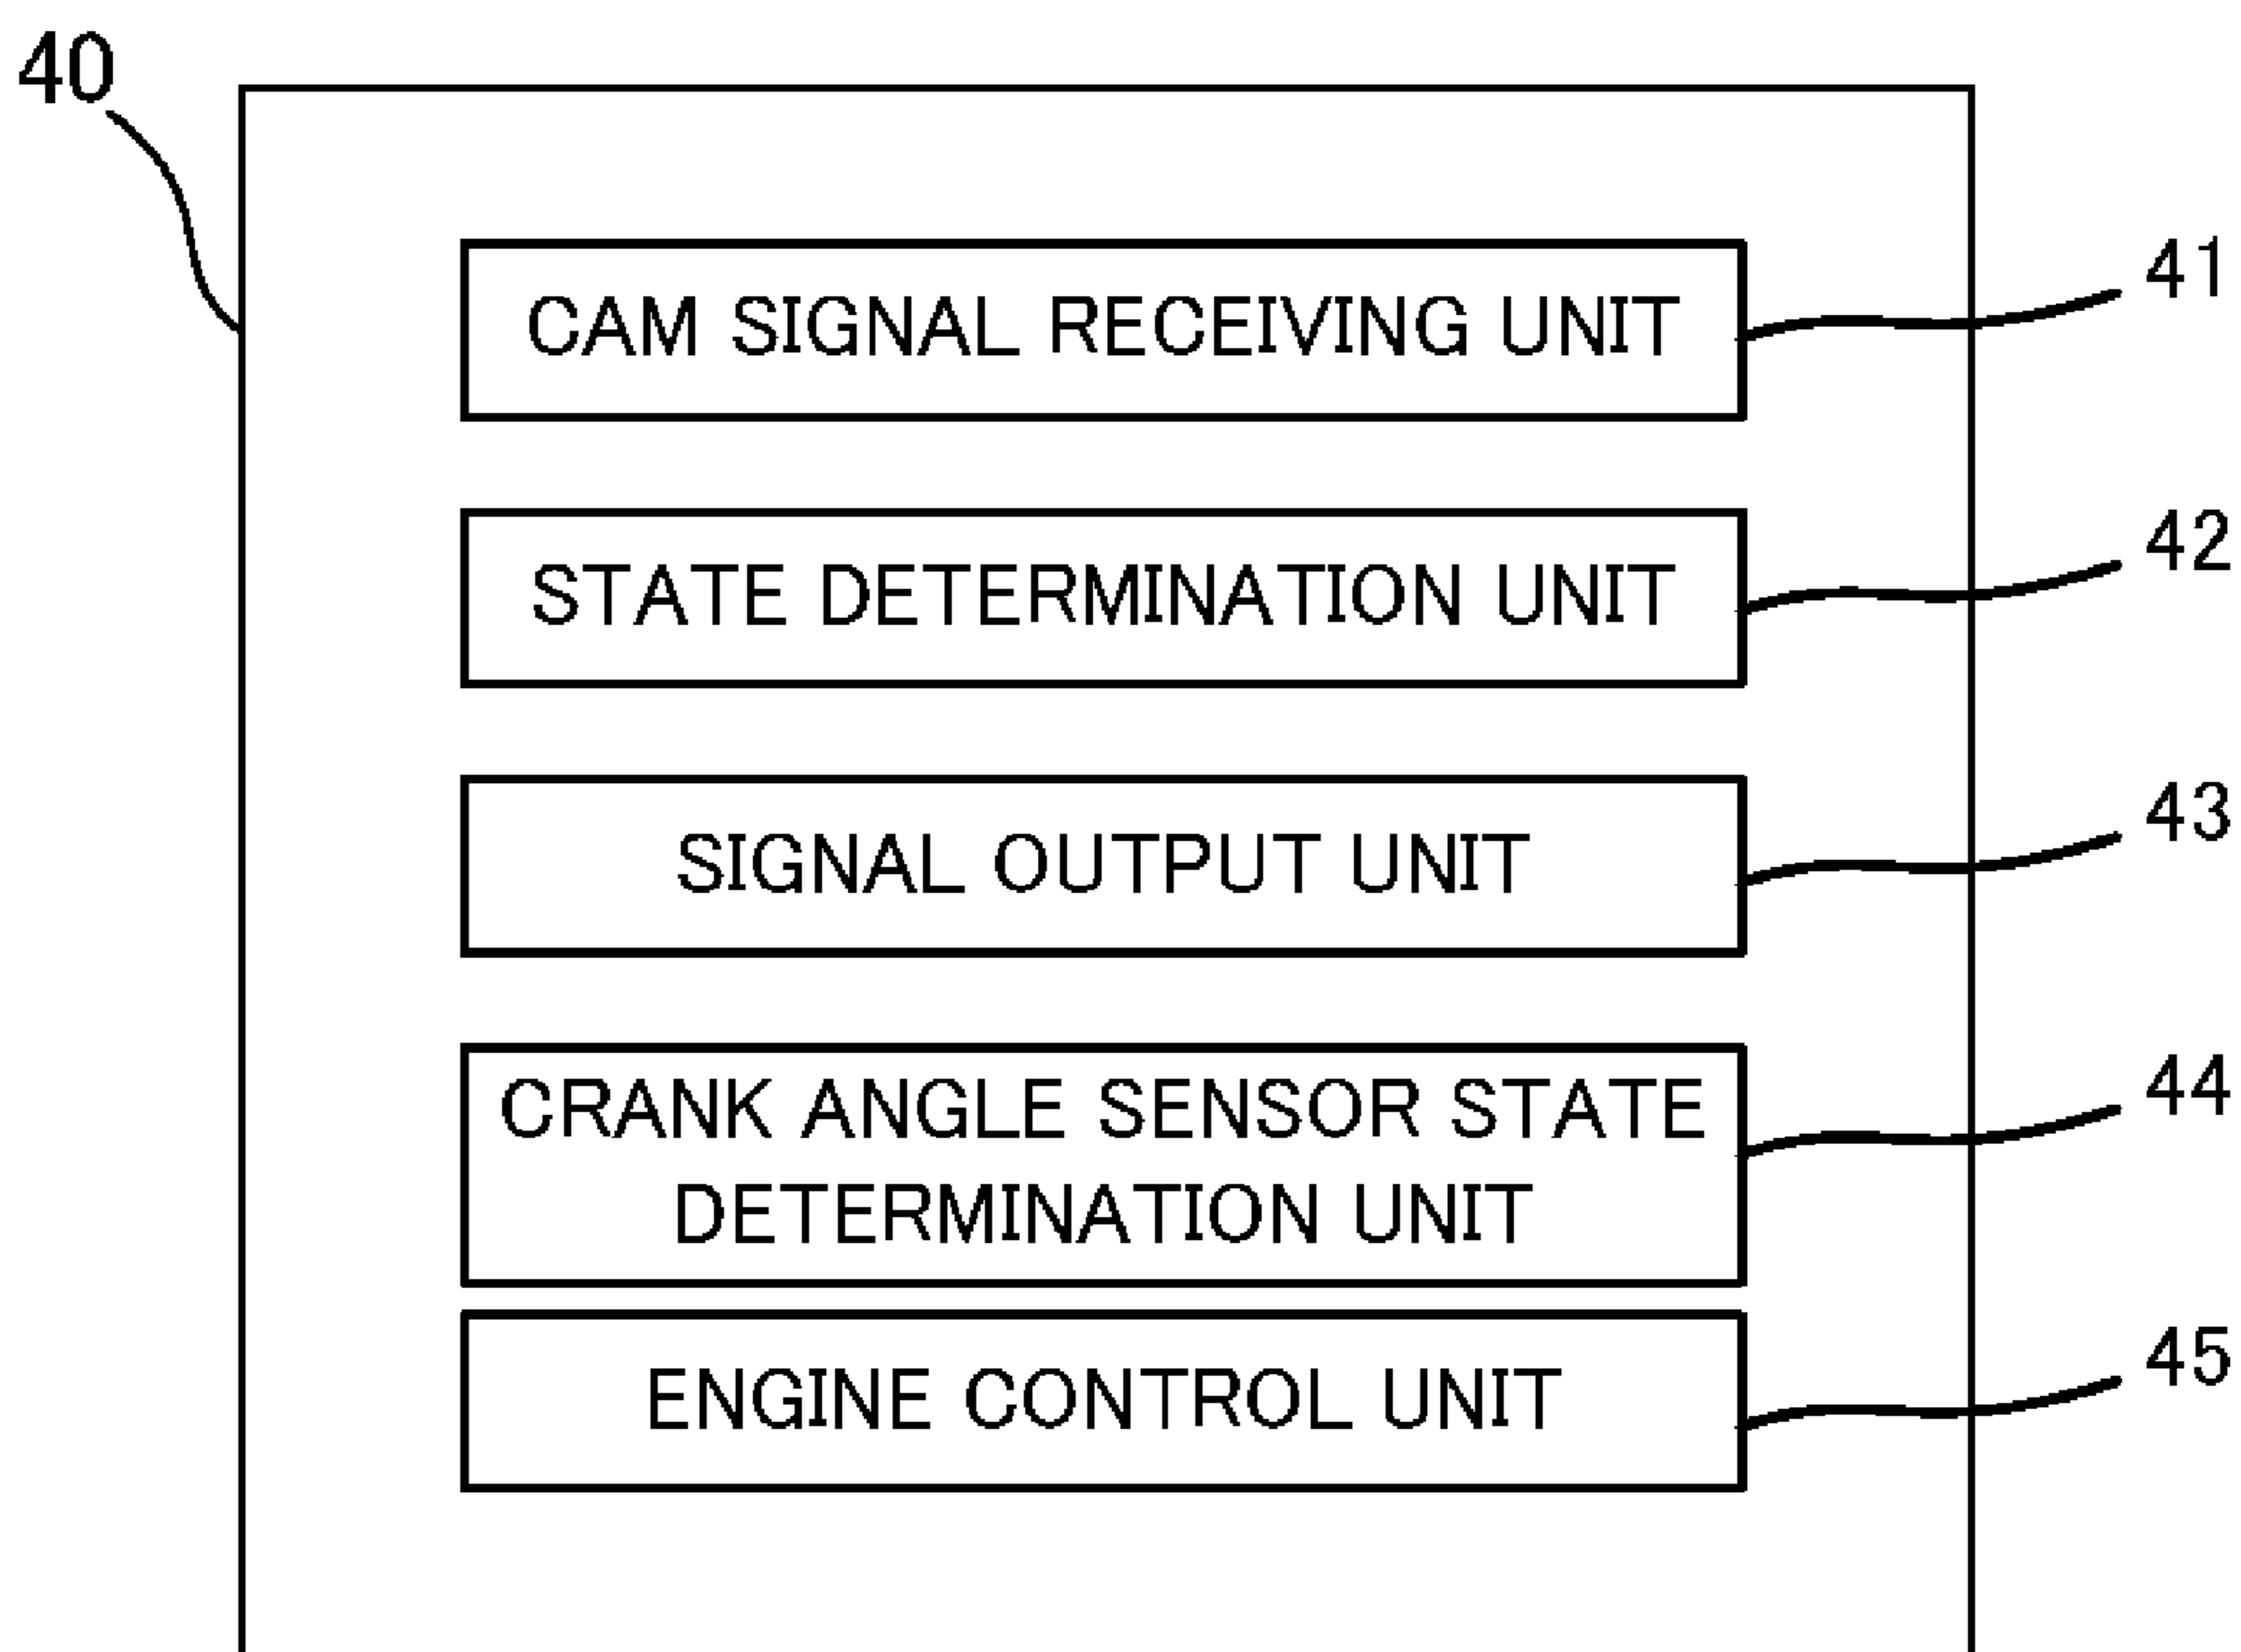 40
CAM SIGNAL RECEIVING UNIT
41
STATE DETERMINATION UNIT
42
SIGNAL OUTPUT UNIT
43
CRANK ANGLE SENSOR STATE
DETERMINATION UNIT
44
ENGINE CONTROL UNIT
45